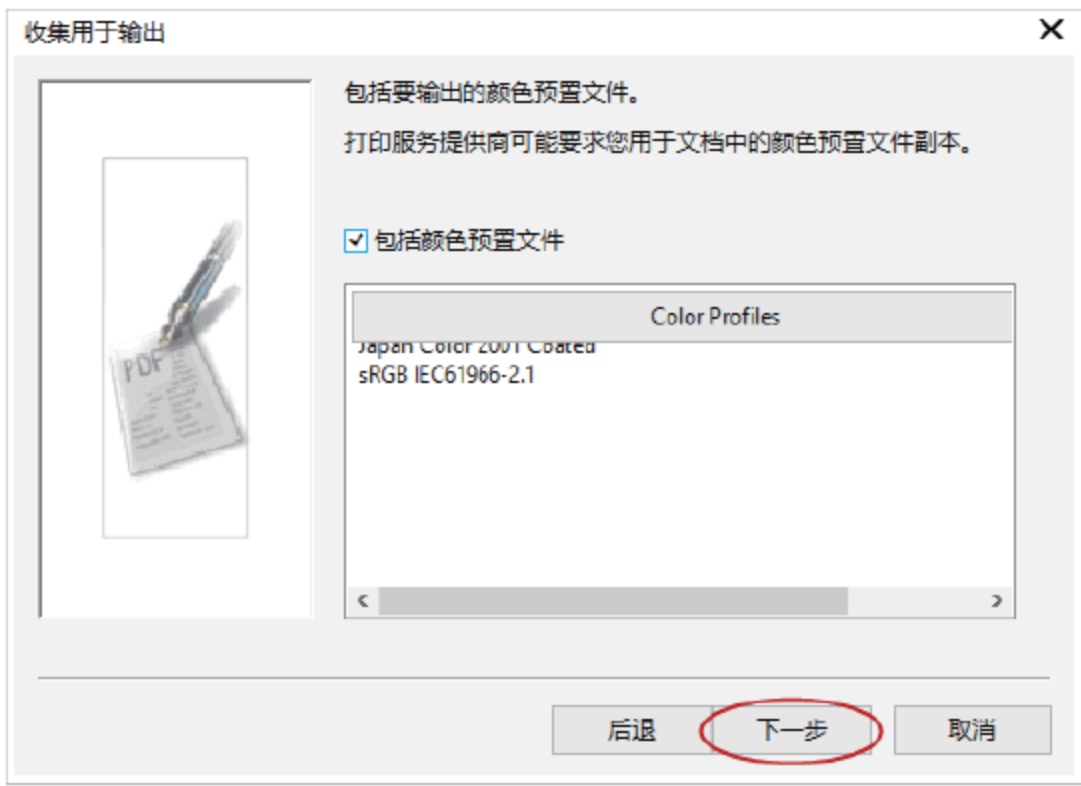 收集用于输出
包括要输出的颜色预置文件。
打印服务提供商可能要求您用于文档中的颜色预置文件副本。
包括颜色预置文件
Color Profiles
Japan Color 2001 Coated
sRGB IEC61966-2.1
PDF
后退
下一步
取消